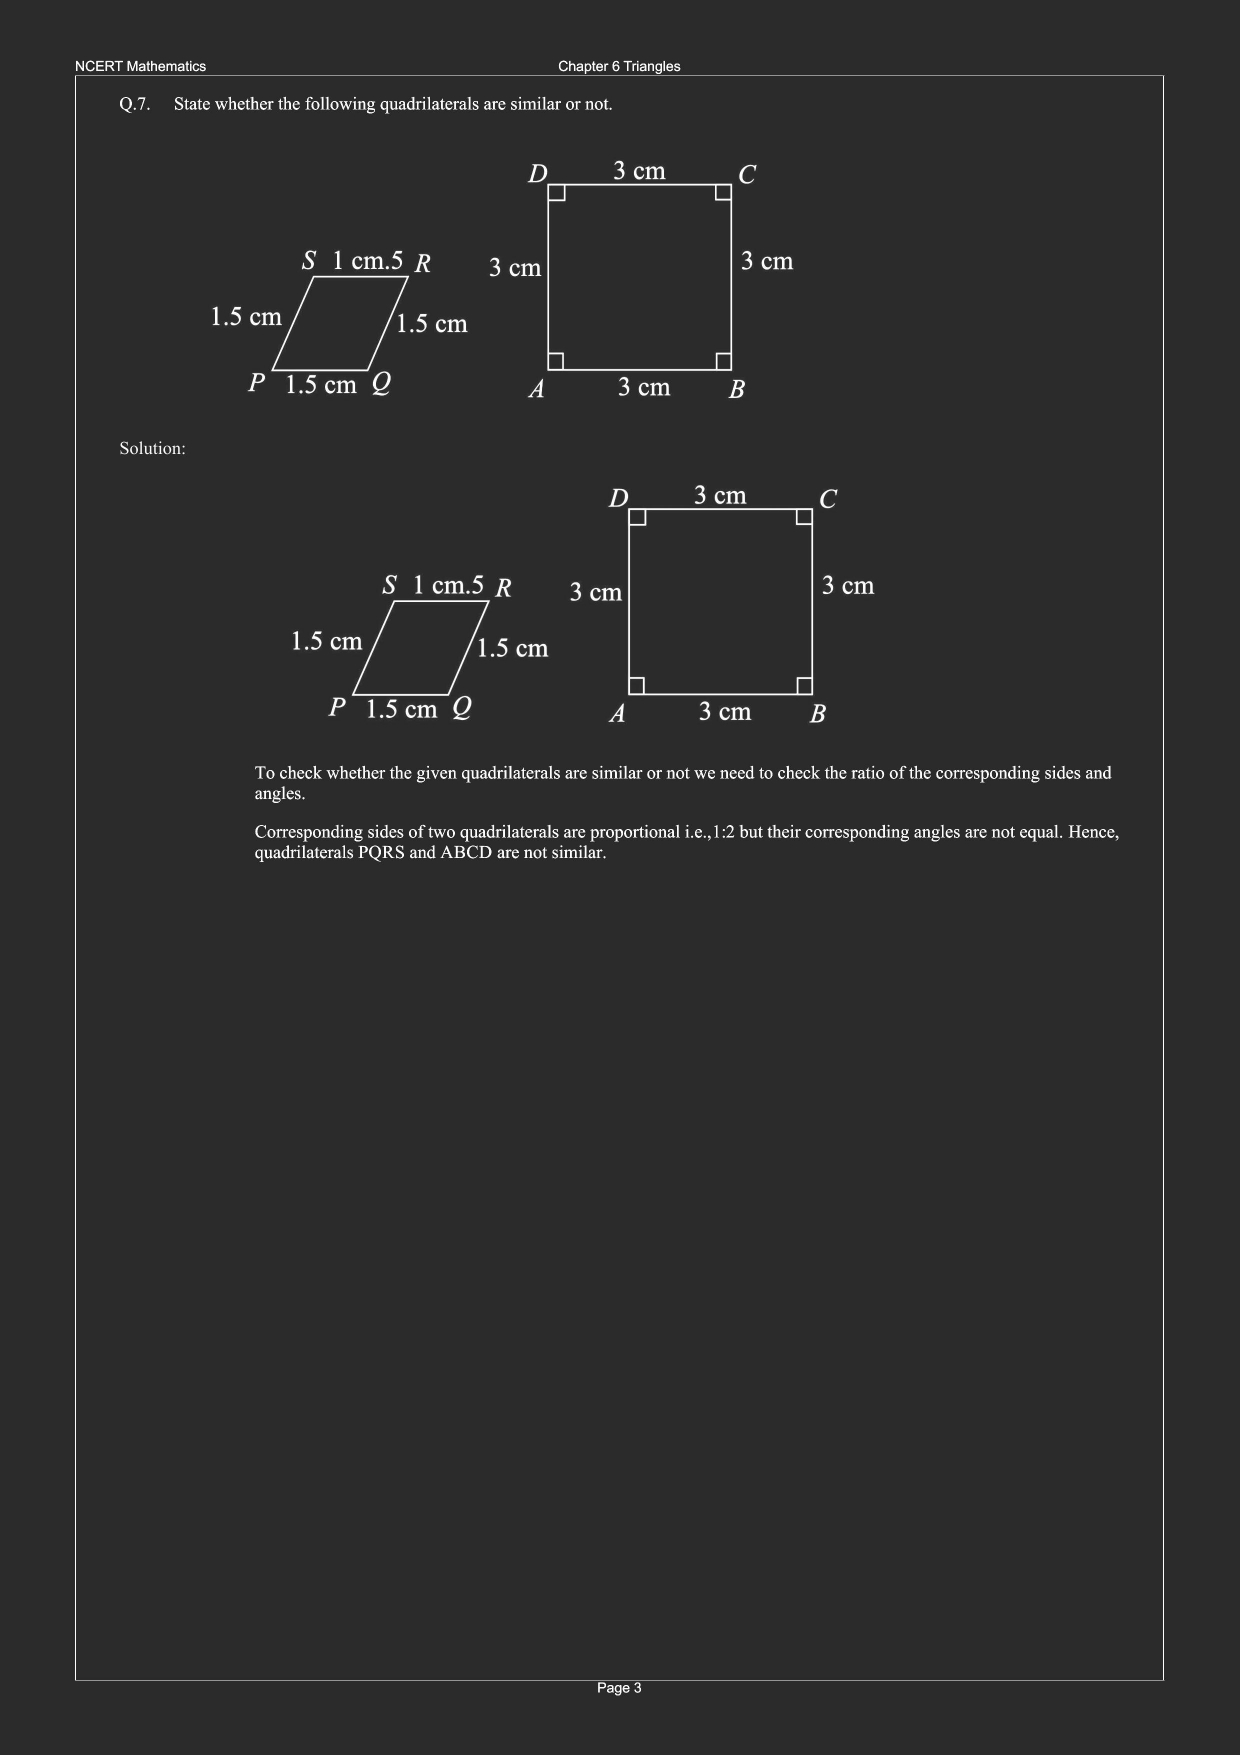 NCERT Mathematics Chapter 6 Triangles
Q.7. State whether the following quadrilaterals are similar or not.
D 3 cm C
S 1 cm.5 R 3 cm 3 cm
1.5 cm 1.5 cm
P 1.5 cm Q A 3 cm B
Solution:
D 3 cm C
S 1 cm.5 R 3 cm 3 cm
1.5 cm 1.5 cm
P 1.5 cm Q A 3 cm B
To check whether the given quadrilaterals are similar or not we need to check the ratio of the corresponding sides and
angles.
Corresponding sides of two quadrilaterals are proportional i.e.,1:2 but their corresponding angles are not equal. Hence,
quadrilaterals PQRS and ABCD are not similar.
Page 3